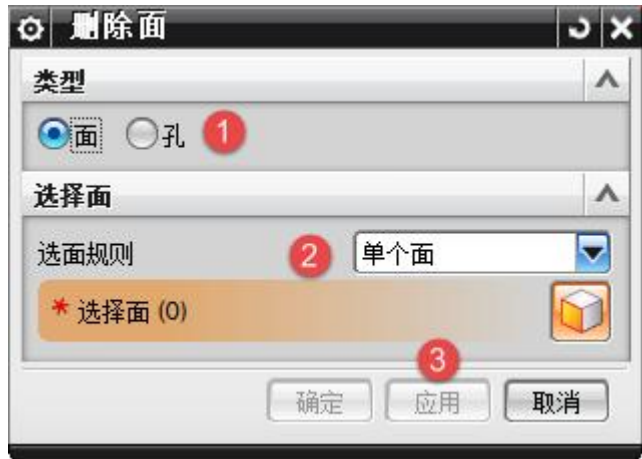 删除面
类型
面 孔 1
选择面
选面规则 2 单个面
* 选择面 (0)
3
确定 应用 取消